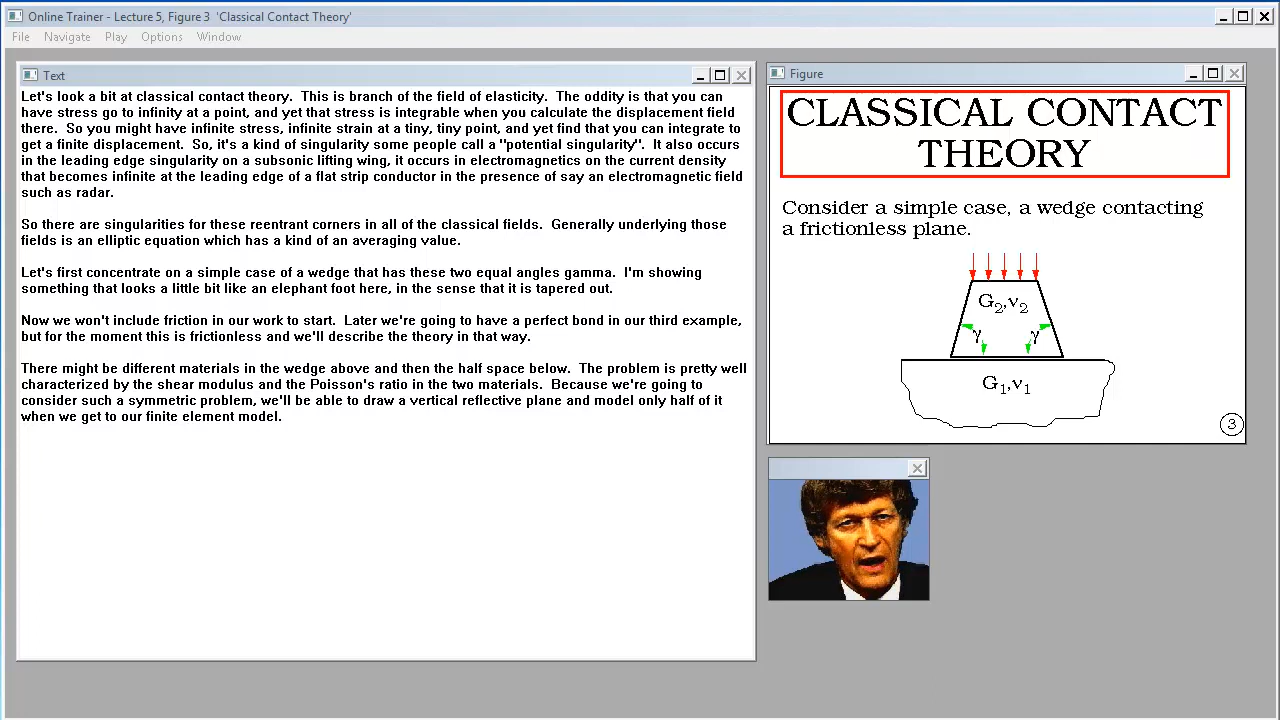 Online Trainer - Lecture 5, Figure 3 'Classical Contact Theory'
File Navigate Play Options Window
Text
Let's look a bit at classical contact theory. This is branch of the field of elasticity. The oddity is that you can
have stress go to infinity at a point, and yet that stress is integrable when you calculate the displacement field
there. So you might have infinite stress, infinite strain at a tiny, tiny point, and yet find that you can integrate to
get a finite displacement. So, it's a kind of singularity some people call a "potential singularity". It also occurs
in the leading edge singularity on a subsonic lifting wing, it occurs in electromagnetics on the current density
that becomes infinite at the leading edge of a flat strip conductor in the presence of say an electromagnetic field
such as radar.
So there are singularities for these reentrant corners in all of the classical fields. Generally underlying those
fields is an elliptic equation which has a kind of an averaging value.
Let's first concentrate on a simple case of a wedge that has these two equal angles gamma. I'm showing
something that looks a little bit like an elephant foot here, in the sense that it is tapered out.
Now we won't include friction in our work to start. Later we're going to have a perfect bond in our third example,
but for the moment this is frictionless and we'll describe the theory in that way.
There might be different materials in the wedge above and then the half space below. The problem is pretty well
characterized by the shear modulus and the Poisson's ratio in the two materials. Because we're going to
consider such a symmetric problem, we'll be able to draw a vertical reflective plane and model only half of it
when we get to our finite element model.
Figure
CLASSICAL CONTACT
THEORY
Consider a simple case, a wedge contacting
a frictionless plane.
G₂,ν₂
γ γ
G₁,ν₁
3